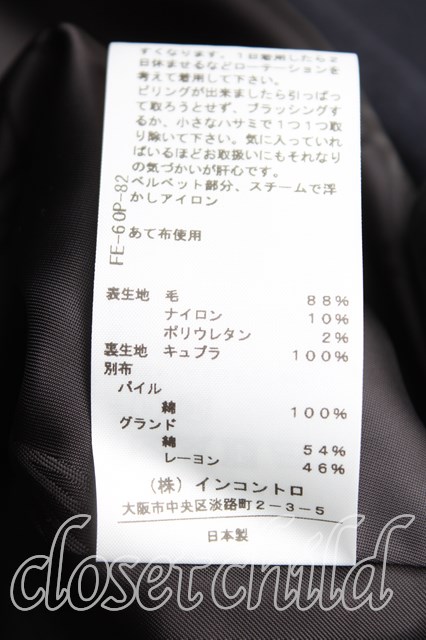 すくなります。１日着用したら２
日休ませるなどローテーションを
考えて着用して下さい。
ピリングが出来ましたら引っぱっ
て取ろうとせず、ブラッシングす
るか、小さなハサミで１つ１つ取
り除いて下さい。気に入っていれ
ばいるほどお取扱いにもそれなり
の気づかいが肝心です。
ベルベット部分、スチームで浮
かしアイロン
あて布使用
FE-60P-82
表生地 毛 ８８％
ナイロン １０％
ポリウレタン ２％
裏生地 キュプラ １００％
別布
パイル
綿 １００％
グランド
綿 ５４％
レーヨン ４６％
（株）インコントロ
大阪市中央区淡路町２－３－５
日本製
closet child